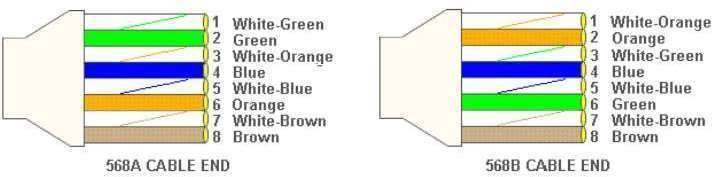 1 White-Green
2 Green
3 White-Orange
4 Blue
5 White-Blue
6 Orange
7 White-Brown
8 Brown
568A CABLE END
1 White-Orange
2 Orange
3 White-Green
4 Blue
5 White-Blue
6 Green
7 White-Brown
8 Brown
568B CABLE END